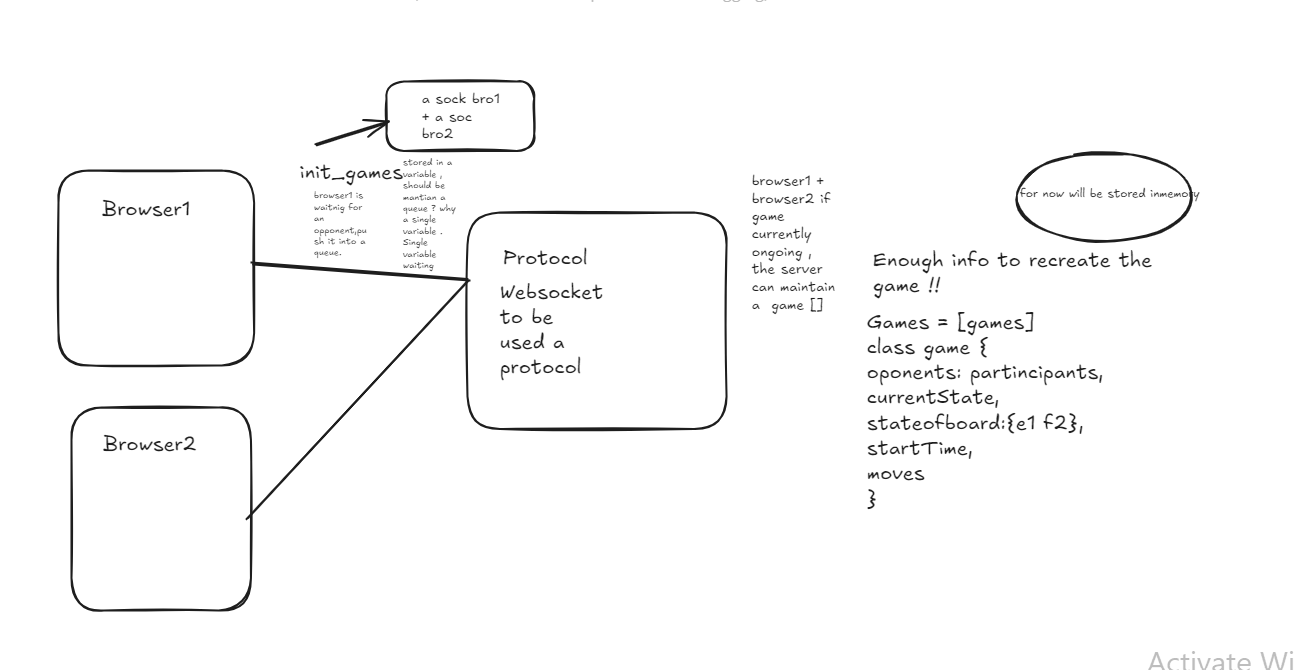 a sock bro1
+ a soc
bro2
init_games
browser1 is
waitnig for
an
opponent,pu
sh it into a
queue.
stored in a
variable ,
should be
mantian a
queue ? why
a single
variable .
Single
variable
waiting
Browser1
Browser2
Protocol
Websocket
to be
used a
protocol
browser1 +
browser2 if
game
currently
ongoing ,
the server
can maintain
a game []
for now will be stored inmemory
Enough info to recreate the
game !!
Games = [games]
class game {
oponents: partincipants,
currentState,
stateofboard:{e1 f2},
startTime,
moves
}
Activate Wi